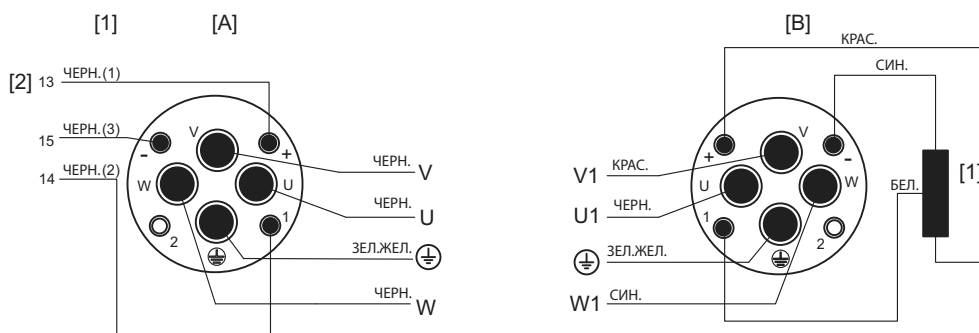 [1] [A] [B]
КРАС.
СИН.
[2] 13 ЧЕРН.(1)
15 ЧЕРН.(3)
14 ЧЕРН.(2)
V
-
+
W
U
2
1
ЧЕРН. V
ЧЕРН. U
ЗЕЛ.ЖЕЛ.
ЧЕРН. W
V1 КРАС.
U1 ЧЕРН.
ЗЕЛ.ЖЕЛ.
W1 СИН.
V
+
-
U
W
1
2
БЕЛ.
[1]